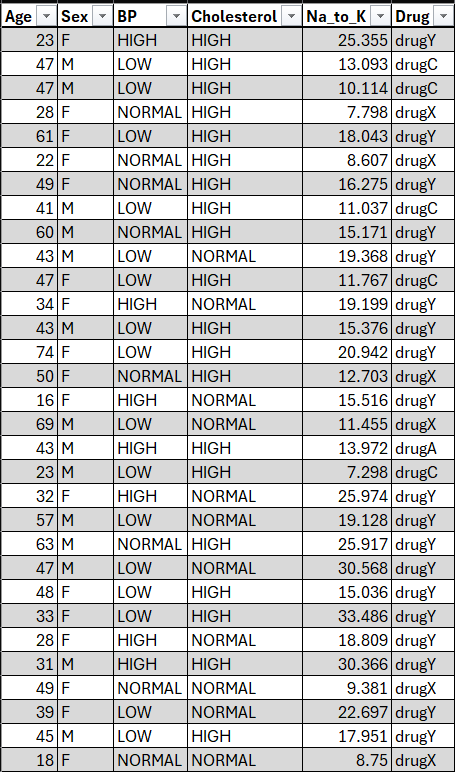 Age Sex BP Cholesterol Na_to_K Drug
23 F HIGH HIGH 25.355 drugY
47 M LOW HIGH 13.093 drugC
47 M LOW HIGH 10.114 drugC
28 F NORMAL HIGH 7.798 drugX
61 F LOW HIGH 18.043 drugY
22 F NORMAL HIGH 8.607 drugX
49 F NORMAL HIGH 16.275 drugY
41 M LOW HIGH 11.037 drugC
60 M NORMAL HIGH 15.171 drugY
43 M LOW NORMAL 19.368 drugY
47 F LOW HIGH 11.767 drugC
34 F HIGH NORMAL 19.199 drugY
43 M LOW HIGH 15.376 drugY
74 F LOW HIGH 20.942 drugY
50 F NORMAL HIGH 12.703 drugX
16 F HIGH NORMAL 15.516 drugY
69 M LOW NORMAL 11.455 drugX
43 M HIGH HIGH 13.972 drugA
23 M LOW HIGH 7.298 drugC
32 F HIGH NORMAL 25.974 drugY
57 M LOW NORMAL 19.128 drugY
63 M NORMAL HIGH 25.917 drugY
47 M LOW NORMAL 30.568 drugY
48 F LOW HIGH 15.036 drugY
33 F LOW HIGH 33.486 drugY
28 F HIGH NORMAL 18.809 drugY
31 M HIGH HIGH 30.366 drugY
49 F NORMAL NORMAL 9.381 drugX
39 F LOW NORMAL 22.697 drugY
45 M LOW HIGH 17.951 drugY
18 F NORMAL NORMAL 8.75 drugX